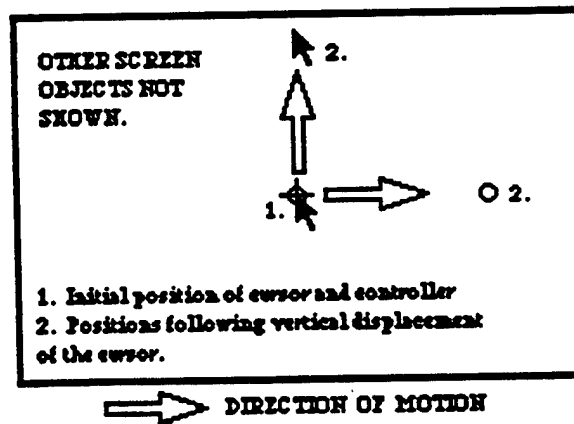 OTHER SCREEN
OBJECTS NOT
SHOWN.
2.
1.
2.
1. Initial position of cursor and controller
2. Positions following vertical displacement
of the cursor.
DIRECTION OF MOTION